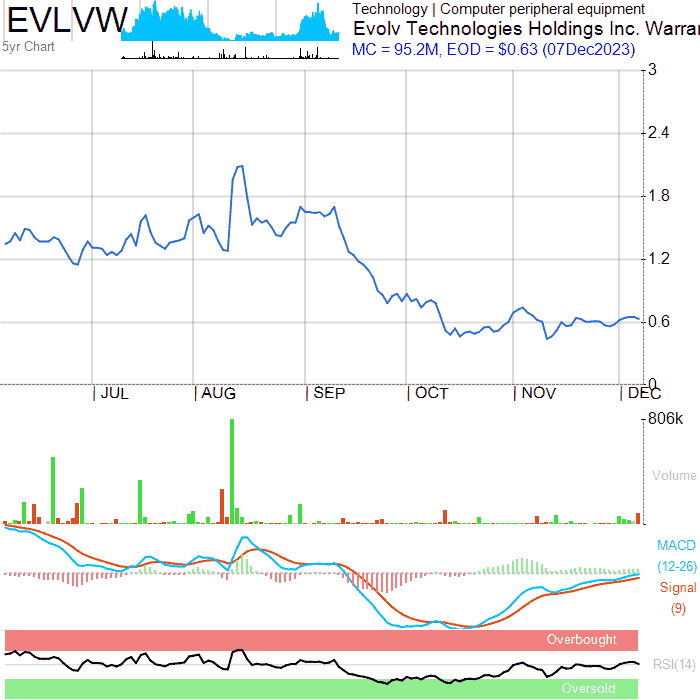 EVLVW
5yr Chart
Technology | Computer peripheral equipment
Evolv Technologies Holdings Inc. Warrar
MC = 95.2M, EOD = $0.63 (07Dec2023)
3
2.4
1.8
1.2
0.6
0
JUL AUG SEP OCT NOV DEC
806k
Volume
MACD
(12-26)
Signal
(9)
Overbought
RSI(14)
Oversold